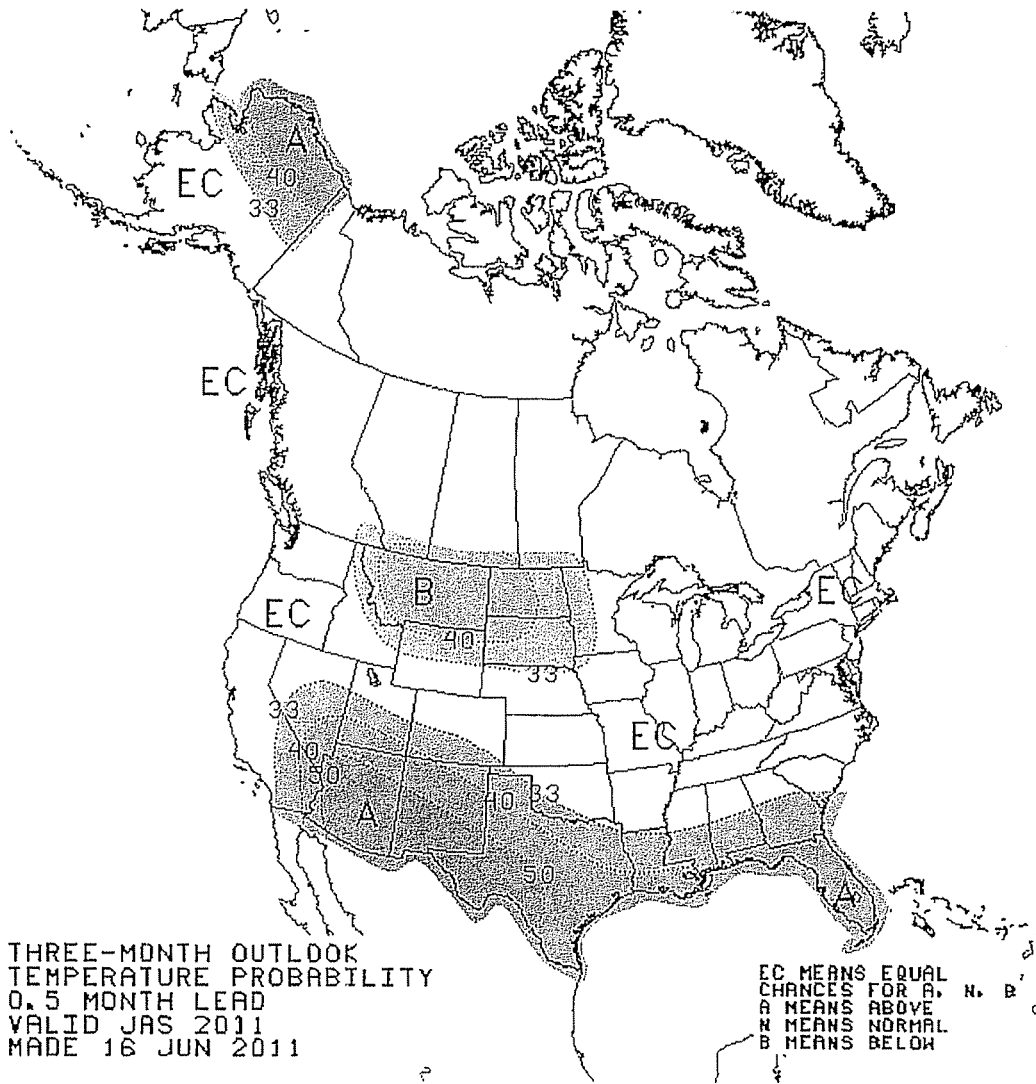 A
EC
40
33
EC
B
EC
EC
40
33
33
EC
40
50
40
33
A
50
A
THREE-MONTH OUTLOOK
TEMPERATURE PROBABILITY
0.5 MONTH LEAD
VALID JAS 2011
MADE 16 JUN 2011
EC MEANS EQUAL
CHANCES FOR A, N, B
A MEANS ABOVE
N MEANS NORMAL
B MEANS BELOW